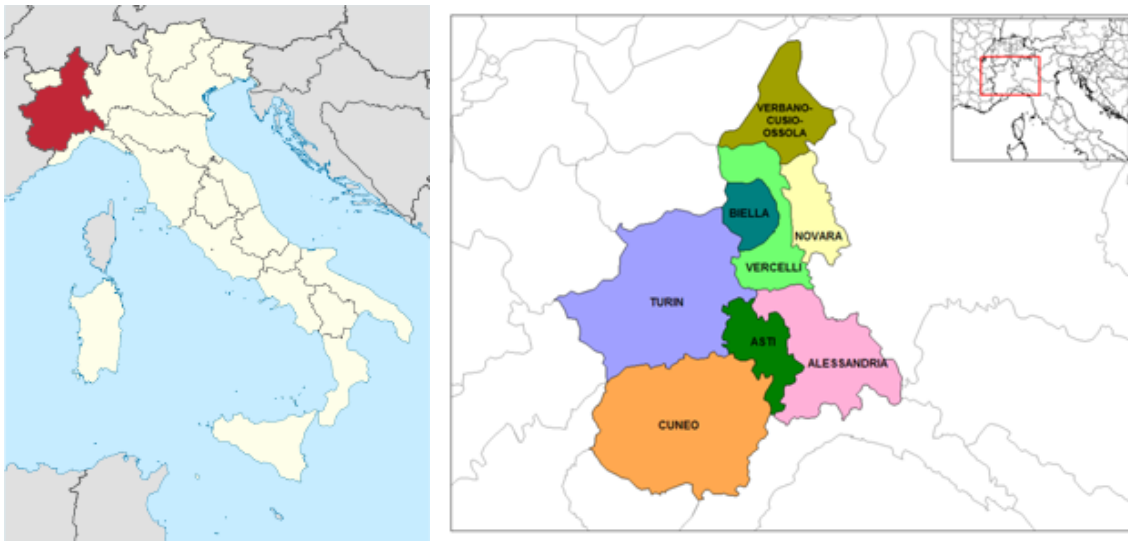 VERBANO-
CUSIO-
OSSOLA
BIELLA
NOVARA
VERCELLI
TURIN
ASTI
ALESSANDRIA
CUNEO